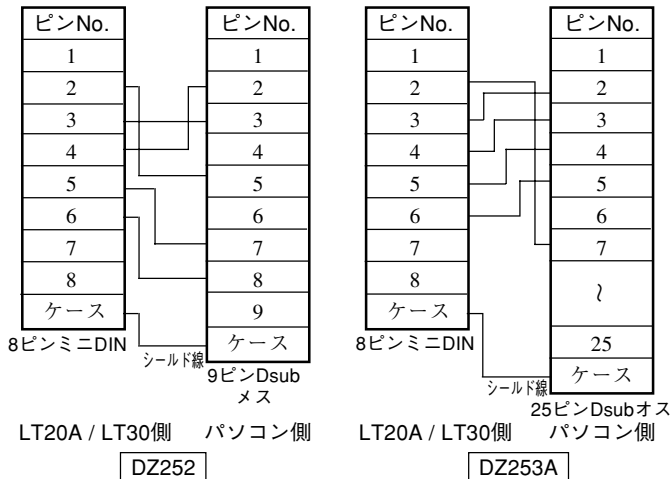 ピンNo.
1
2
3
4
5
6
7
8
ケース
8ピンミニDIN
シールド線
ピンNo.
1
2
3
4
5
6
7
8
9
ケース
9ピンDsub
メス
LT20A / LT30側
パソコン側
DZ252
ピンNo.
1
2
3
4
5
6
7
8
ケース
8ピンミニDIN
シールド線
ピンNo.
1
2
3
4
5
6
7
~
25
ケース
25ピンDsubオス
LT20A / LT30側
パソコン側
DZ253A